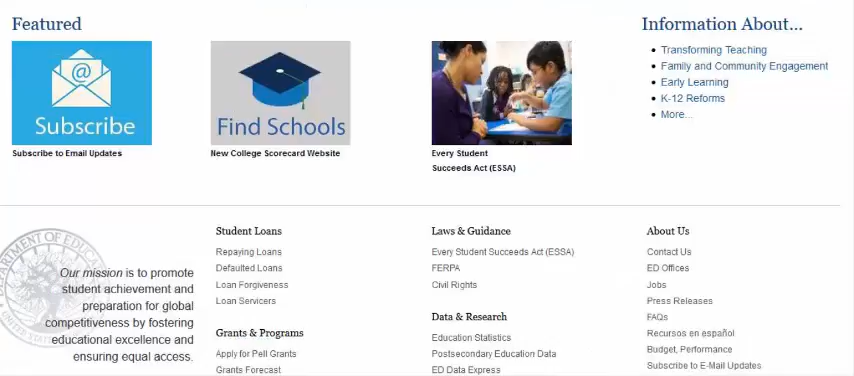 Featured
Information About...
Subscribe
Find Schools
Subscribe to Email Updates
New College Scorecard Website
Every Student
Succeeds Act (ESSA)
Transforming Teaching
Family and Community Engagement
Early Learning
K-12 Reforms
More...
Our mission is to promote
student achievement and
preparation for global
competitiveness by fostering
educational excellence and
ensuring equal access.
Student Loans
Repaying Loans
Defaulted Loans
Loan Forgiveness
Loan Servicers
Grants & Programs
Apply for Pell Grants
Grants Forecast
Laws & Guidance
Every Student Succeeds Act (ESSA)
FERPA
Civil Rights
Data & Research
Education Statistics
Postsecondary Education Data
ED Data Express
About Us
Contact Us
ED Offices
Jobs
Press Releases
FAQs
Recursos en español
Budget, Performance
Subscribe to E-Mail Updates